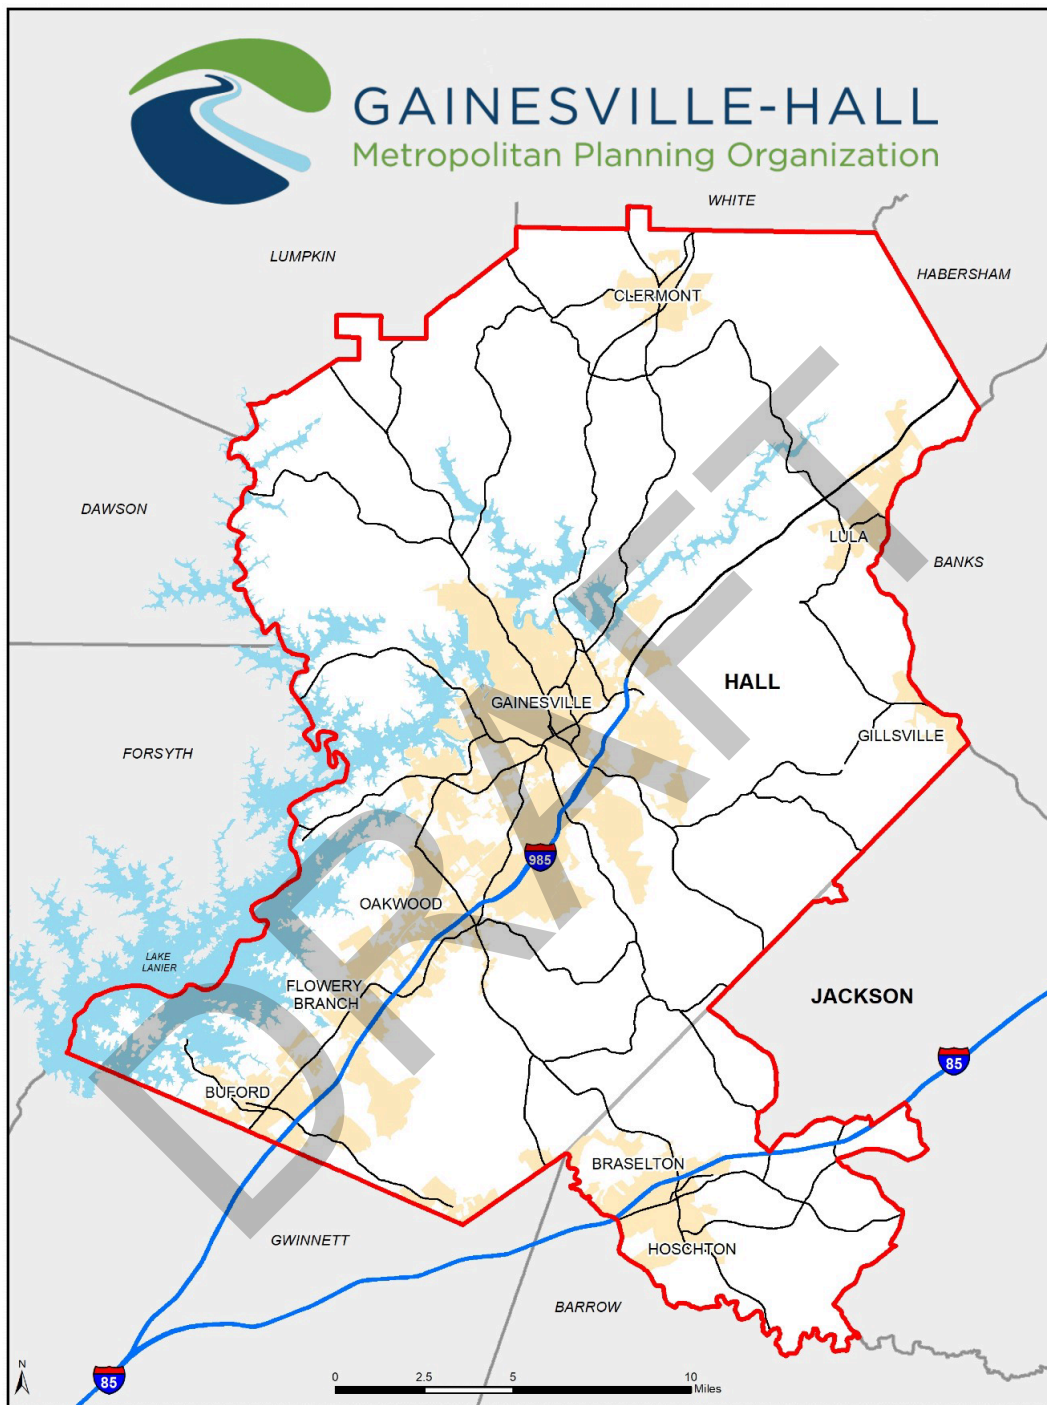 GAINESVILLE-HALL
Metropolitan Planning Organization
WHITE
LUMPKIN
HABERSHAM
CLERMONT
DAWSON
LULA
BANKS
HALL
GAINESVILLE
GILLSVILLE
FORSYTH
985
OAKWOOD
LAKE
LANIER
FLOWERY
BRANCH
JACKSON
85
BUFORD
BRASELTON
GWINNETT
HOSCHTON
BARROW
DRAFT
N
85
0 2.5 5 10
Miles